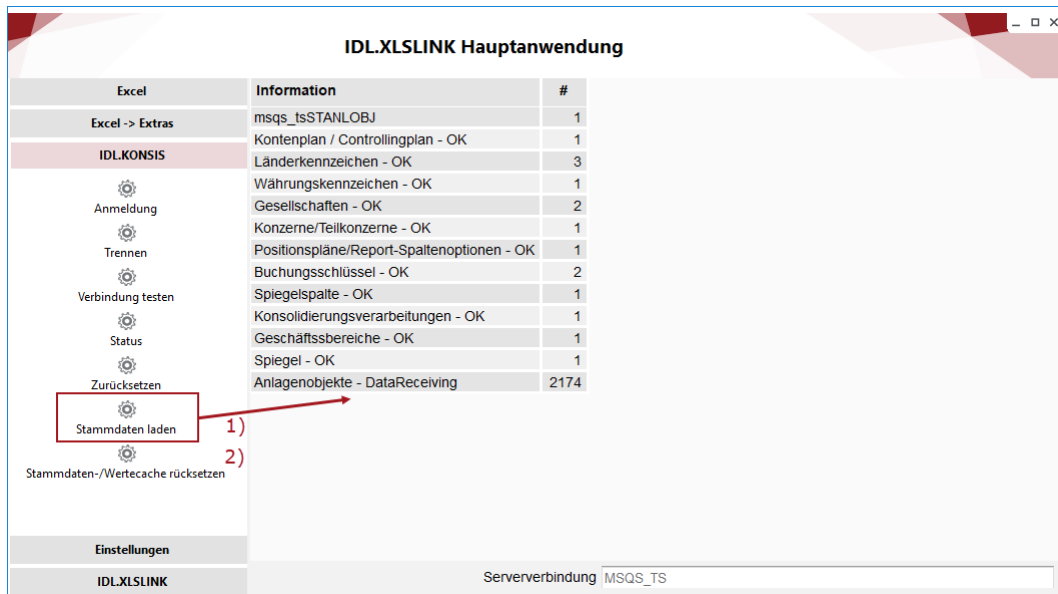 IDL.XLSLINK Hauptanwendung
Excel
Excel -> Extras
IDL.KONSIS
Anmeldung
Trennen
Verbindung testen
Status
Zurücksetzen
Stammdaten laden
1)
2)
Stammdaten-/Wertecache rücksetzen
Einstellungen
IDL.XLSLINK
Information #
msqs_tsSTANLOBJ 1
Kontenplan / Controllingplan - OK 1
Länderkennzeichen - OK 3
Währungskennzeichen - OK 1
Gesellschaften - OK 2
Konzerne/Teilkonzerne - OK 1
Positionspläne/Report-Spaltenoptionen - OK 1
Buchungsschlüssel - OK 2
Spiegelspalte - OK 1
Konsolidierungsverarbeitungen - OK 1
Geschäftssbereiche - OK 1
Spiegel - OK 1
Anlagenobjekte - DataReceiving 2174
Serververbindung MSQS_TS